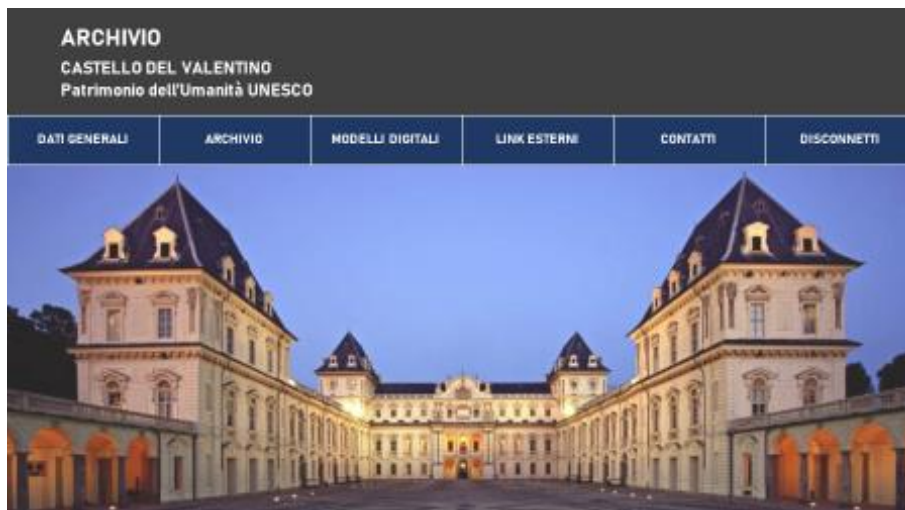 ARCHIVIO
CASTELLO DEL VALENTINO
Patrimonio dell'Umanità UNESCO
DATI GENERALI
ARCHIVIO
MODELLI DIGITALI
LINK ESTERNI
CONTATTI
DISCONNETTI